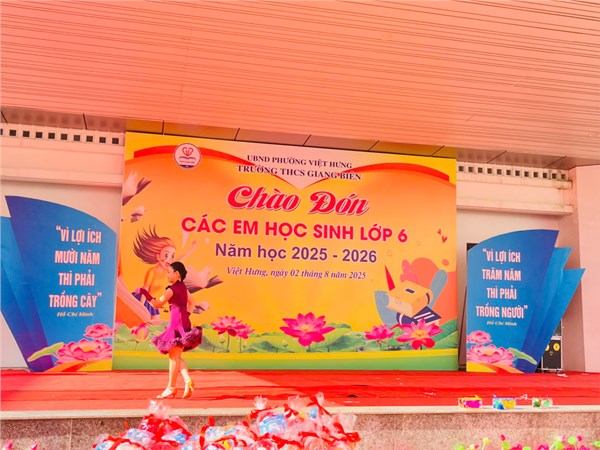 UBND PHƯỜNG VIỆT HƯNG
TRƯỜNG THCS GIANG BIÊN
Chào Đón
CÁC EM HỌC SINH LỚP 6
Năm học 2025 - 2026
Việt Hưng, ngày 02 tháng 8 năm 2025
"VÌ LỢI ÍCH
MƯỜI NĂM
THÌ PHẢI
TRỒNG CÂY"
Hồ Chí Minh
"VÌ LỢI ÍCH
TRĂM NĂM
THÌ PHẢI
TRỒNG NGƯỜI"
Hồ Chí Minh